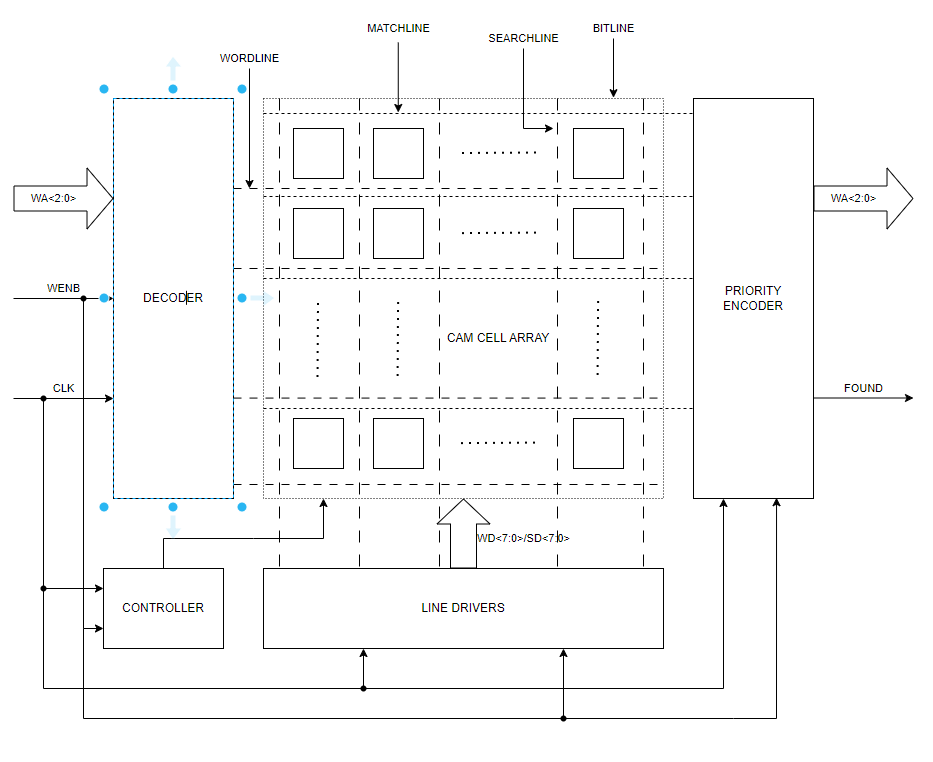 MATCHLINE
BITLINE
SEARCHLINE
WORDLINE
WA<2:0>
WA<2:0>
WENB
DECODER
PRIORITY
ENCODER
CAM CELL ARRAY
CLK
FOUND
WD<7:0>/SD<7:0>
CONTROLLER
LINE DRIVERS